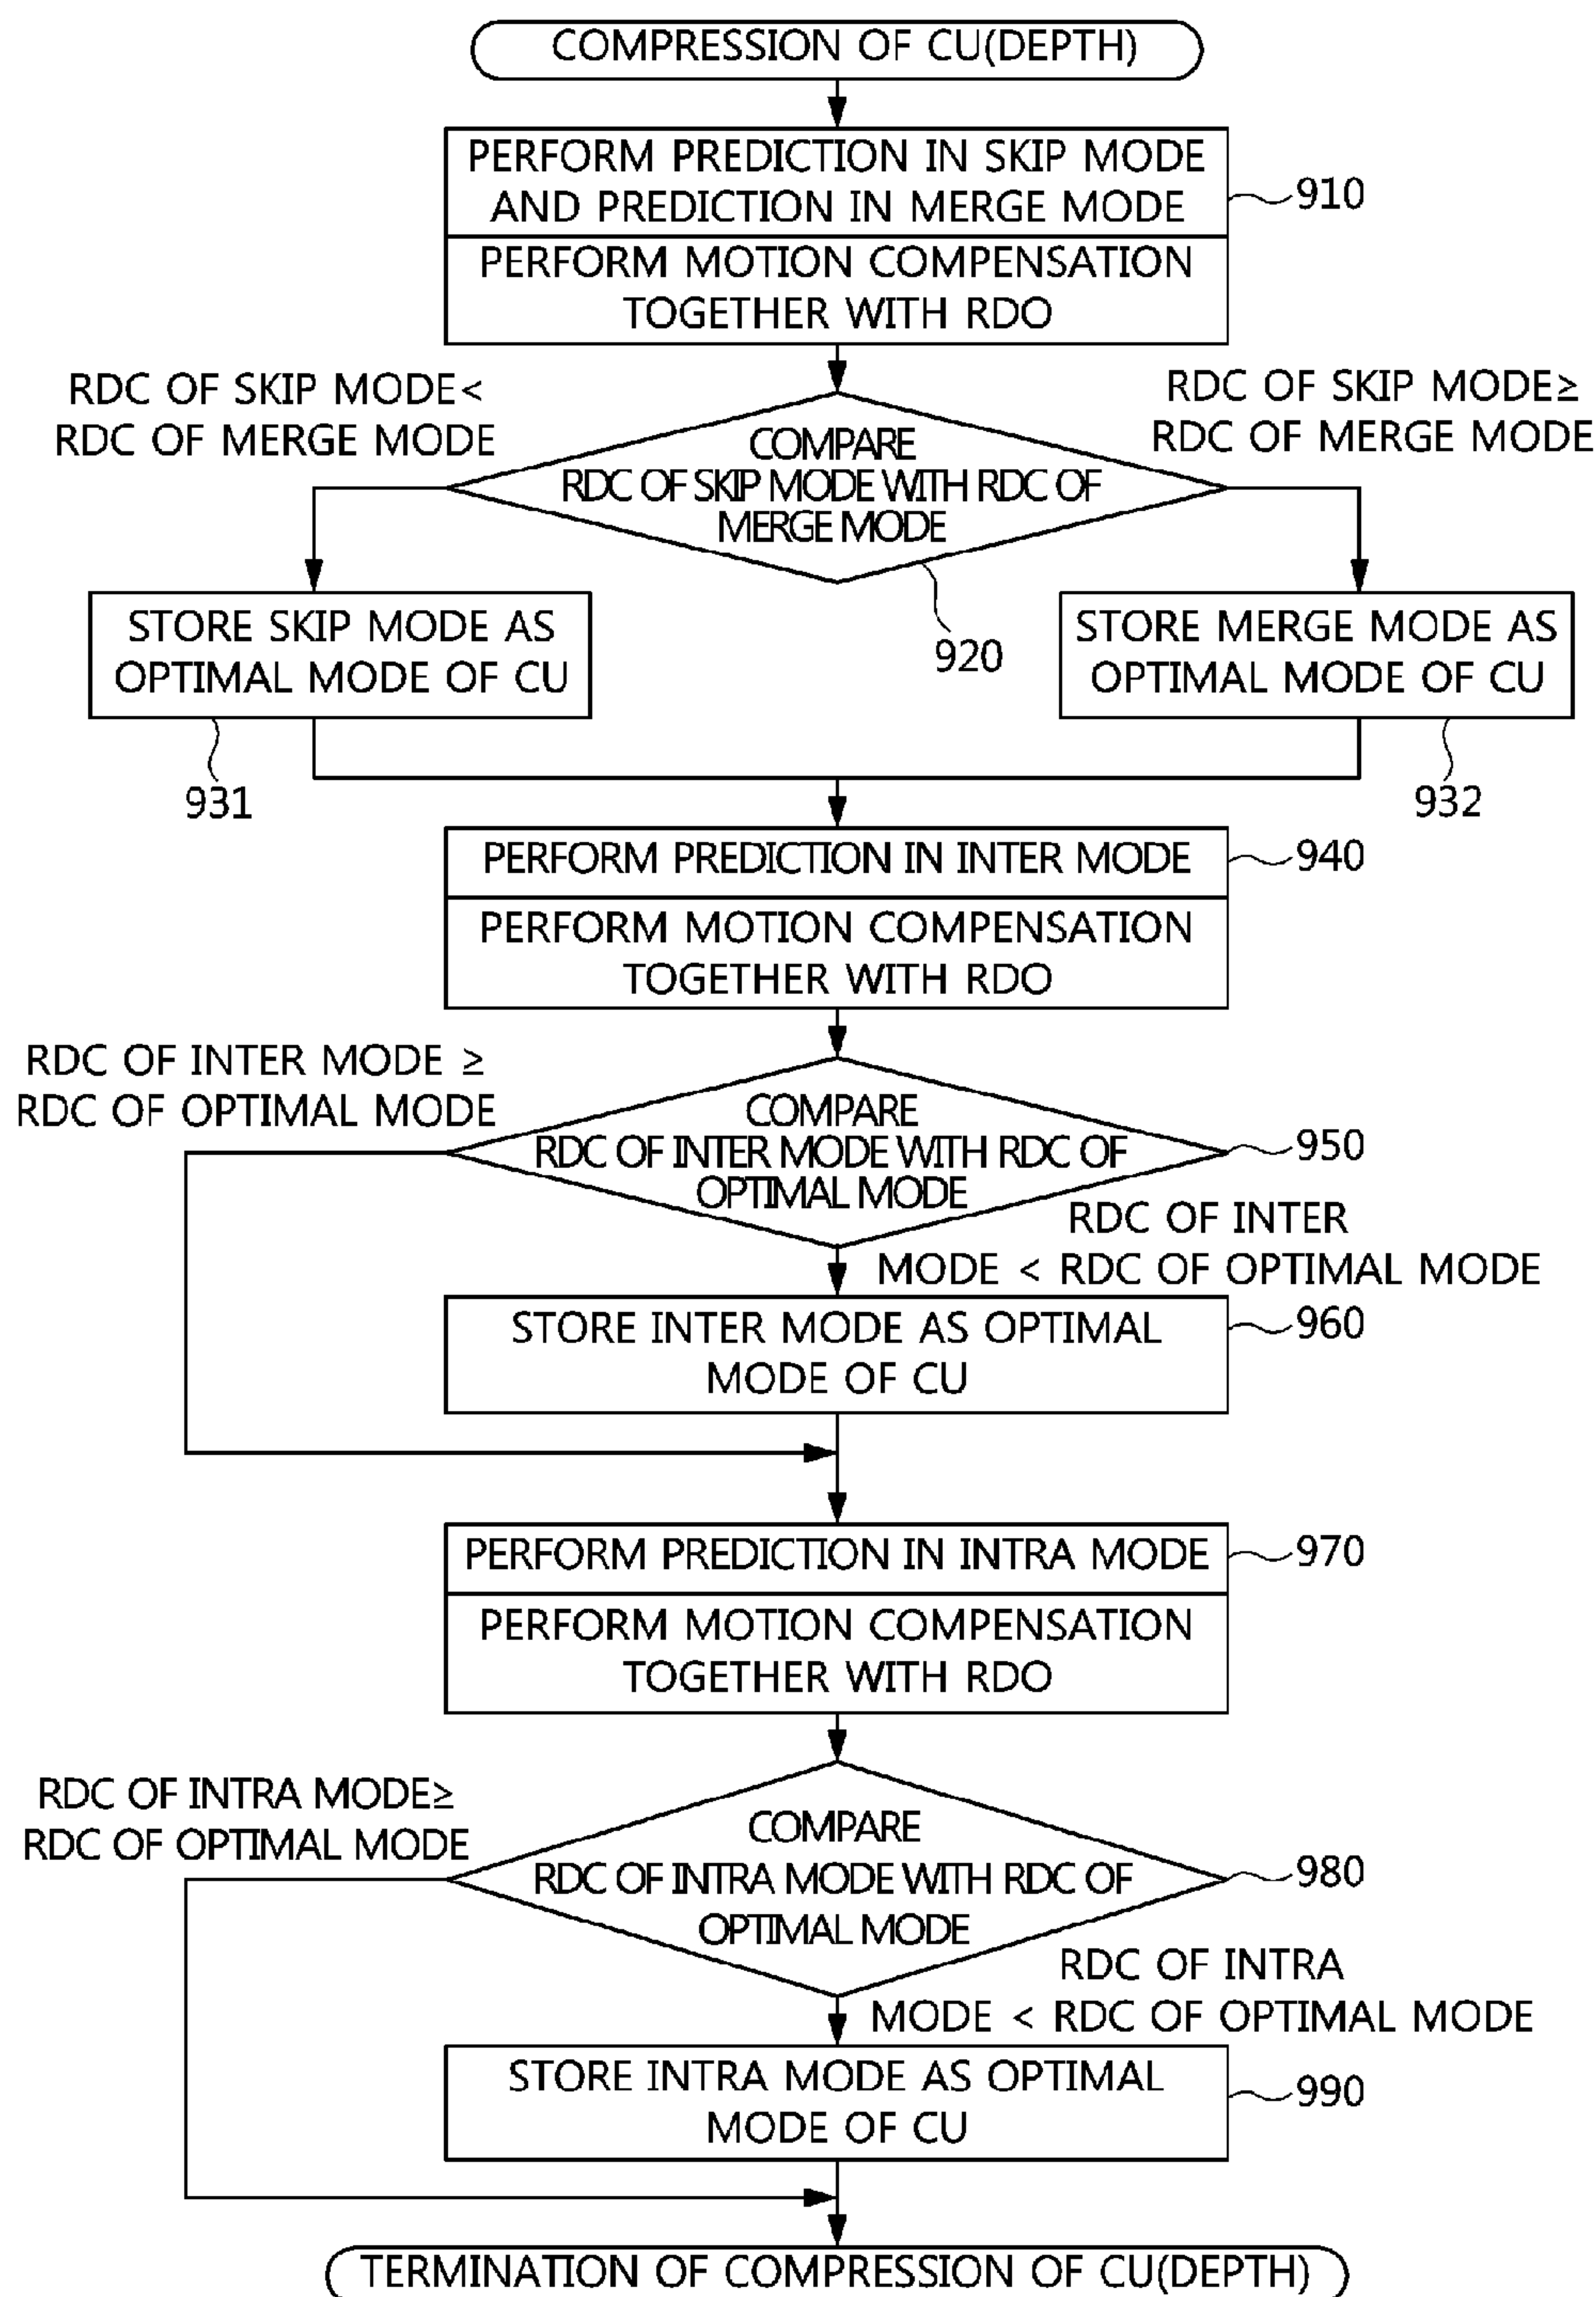 COMPRESSION OF CU(DEPTH)
PERFORM PREDICTION IN SKIP MODE
AND PREDICTION IN MERGE MODE
910
PERFORM MOTION COMPENSATION
TOGETHER WITH RDO
RDC OF SKIP MODE<
RDC OF MERGE MODE
RDC OF SKIP MODE≥
RDC OF MERGE MODE
COMPARE
RDC OF SKIP MODE WITH RDC OF
MERGE MODE
920
STORE SKIP MODE AS
OPTIMAL MODE OF CU
931
STORE MERGE MODE AS
OPTIMAL MODE OF CU
932
PERFORM PREDICTION IN INTER MODE
940
PERFORM MOTION COMPENSATION
TOGETHER WITH RDO
RDC OF INTER MODE ≥
RDC OF OPTIMAL MODE
COMPARE
RDC OF INTER MODE WITH RDC OF
OPTIMAL MODE
950
RDC OF INTER
MODE < RDC OF OPTIMAL MODE
STORE INTER MODE AS OPTIMAL
MODE OF CU
960
PERFORM PREDICTION IN INTRA MODE
970
PERFORM MOTION COMPENSATION
TOGETHER WITH RDO
RDC OF INTRA MODE≥
RDC OF OPTIMAL MODE
COMPARE
RDC OF INTRA MODE WITH RDC OF
OPTIMAL MODE
980
RDC OF INTRA
MODE < RDC OF OPTIMAL MODE
STORE INTRA MODE AS OPTIMAL
MODE OF CU
990
TERMINATION OF COMPRESSION OF CU(DEPTH)